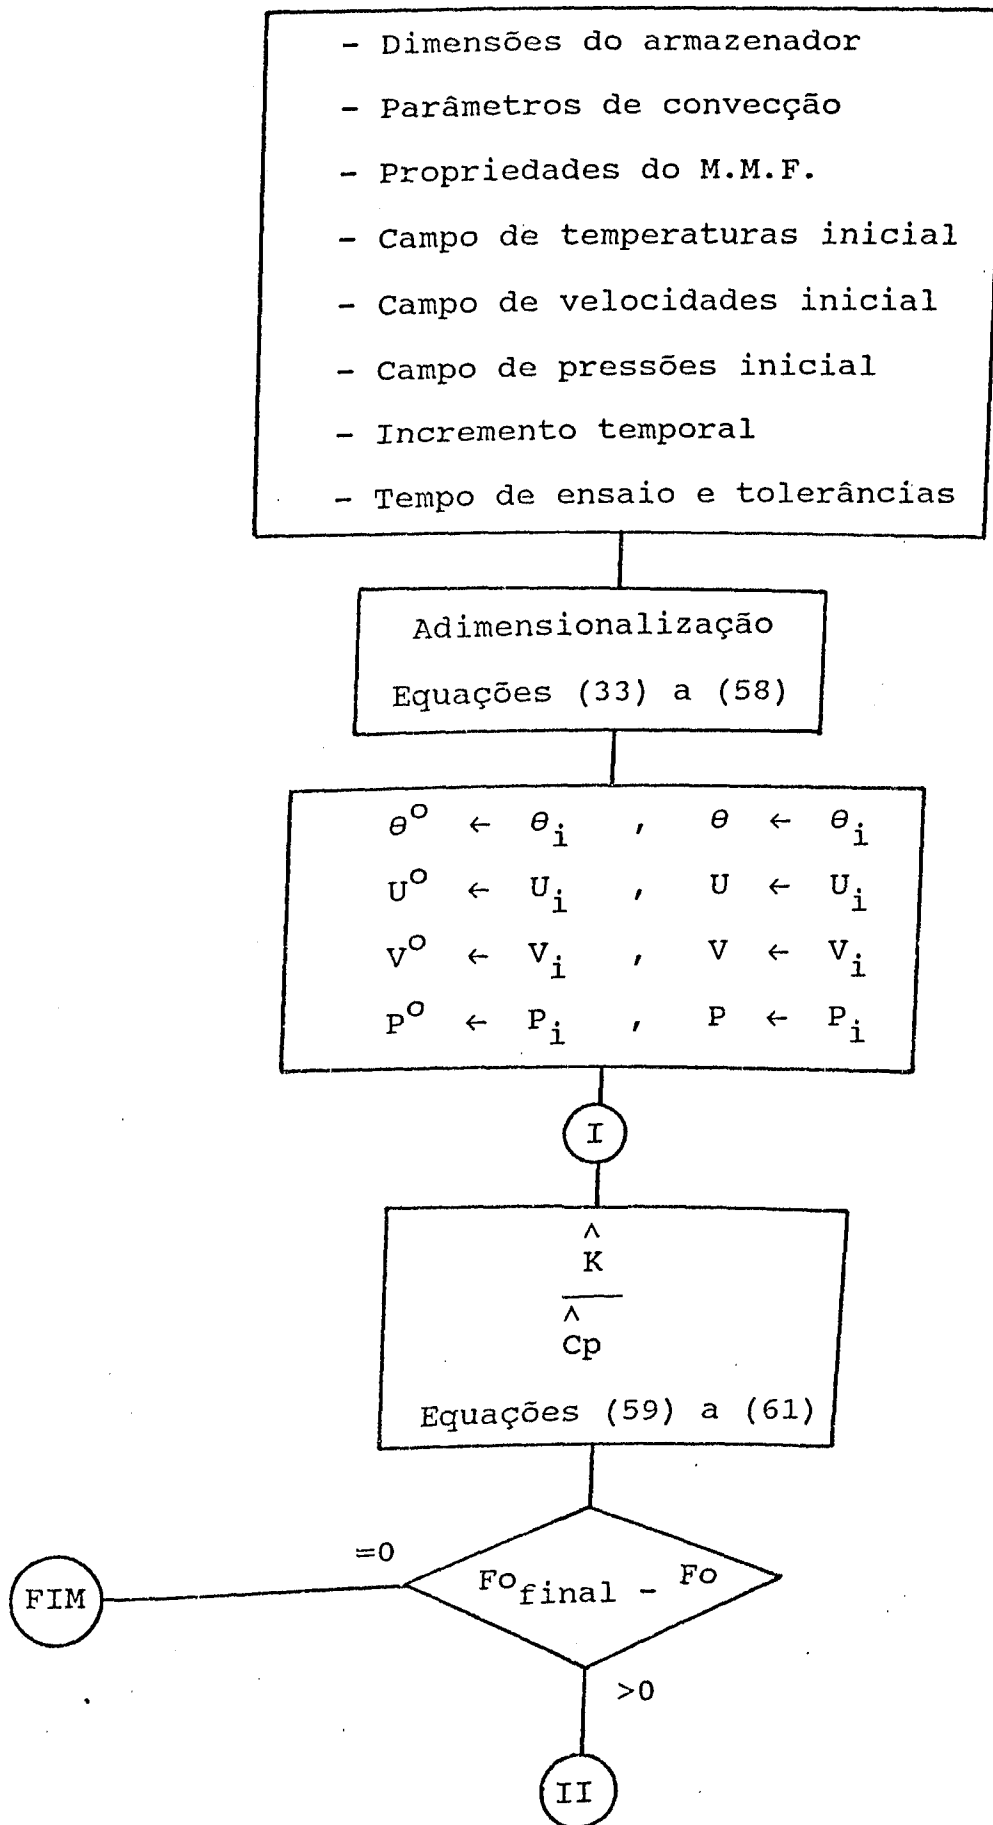 - Dimensões do armazenador
- Parâmetros de convecção
- Propriedades do M.M.F.
- Campo de temperaturas inicial
- Campo de velocidades inicial
- Campo de pressões inicial
- Incremento temporal
- Tempo de ensaio e tolerâncias
Adimensionalização
Equações (33) a (58)
θ° ← θi , θ ← θi
U° ← Ui , U ← Ui
V° ← Vi , V ← Vi
P° ← Pi , P ← Pi
I
K̂
Ĉp
Equações (59) a (61)
=0
FIM
Fofinal - Fo
>0
II